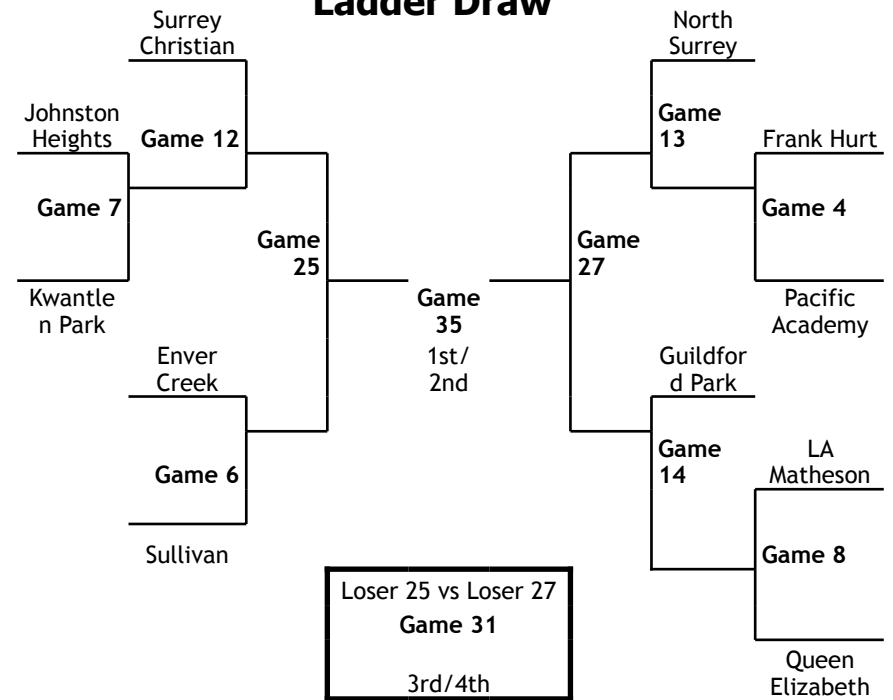 Ladder Draw
Surrey
Christian
North
Surrey
Johnston
Heights
Game 12
Game
13
Frank Hurt
Game 7
Game 4
Game
25
Game
27
Kwantle
n Park
Game
35
1st/
2nd
Pacific
Academy
Enver
Creek
Guildfor
d Park
Game 6
Game
14
LA
Matheson
Sullivan
Game 8
Loser 25 vs Loser 27
Game 31
3rd/4th
Queen
Elizabeth